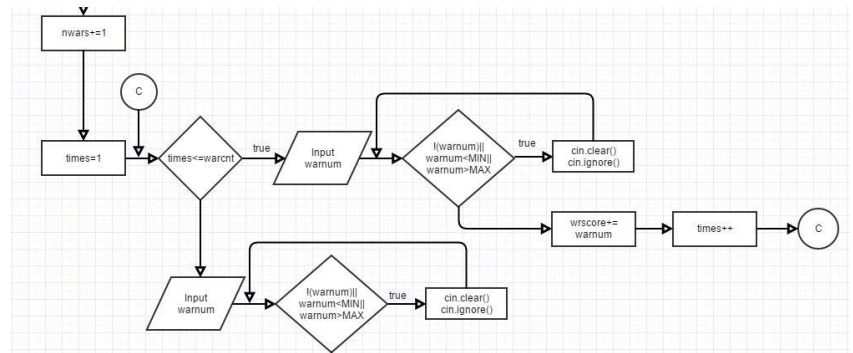 nwars+=1
C
times=1
times<=warcnt
true
Input
warnum
!(warnum)||
warnum<MIN||
warnum>MAX
true
cin.clear()
cin.ignore()
wrscore+=
warnum
times++
C
Input
warnum
!(warnum)||
warnum<MIN||
warnum>MAX
true
cin.clear()
cin.ignore()